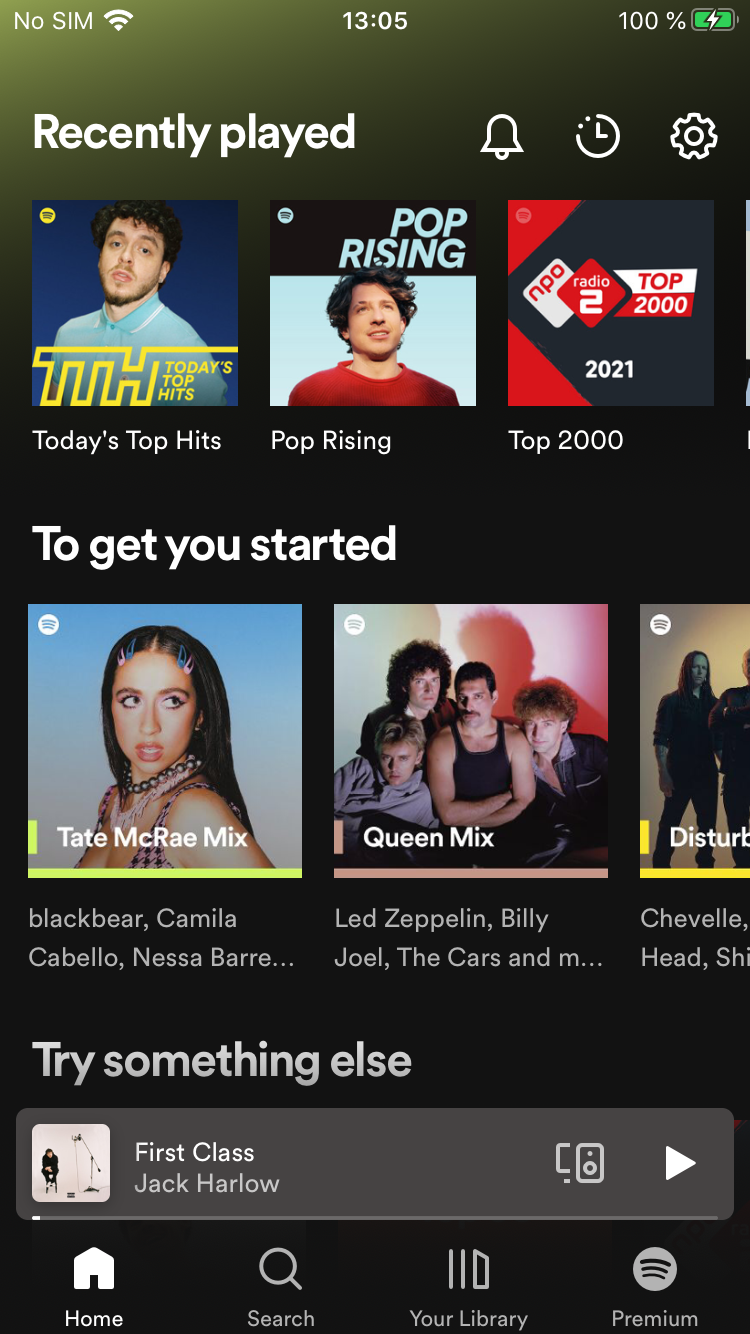 No SIM 13:05 100 %
Recently played
POP
RISING
npo radio 2 TOP 2000
TTH TODAY'S
TOP
HITS
2021
Today's Top Hits Pop Rising Top 2000
To get you started
Tate McRae Mix Queen Mix Disturb
blackbear, Camila Led Zeppelin, Billy Chevelle,
Cabello, Nessa Barre... Joel, The Cars and m... Head, Shi
Try something else
First Class
Jack Harlow
Home Search Your Library Premium